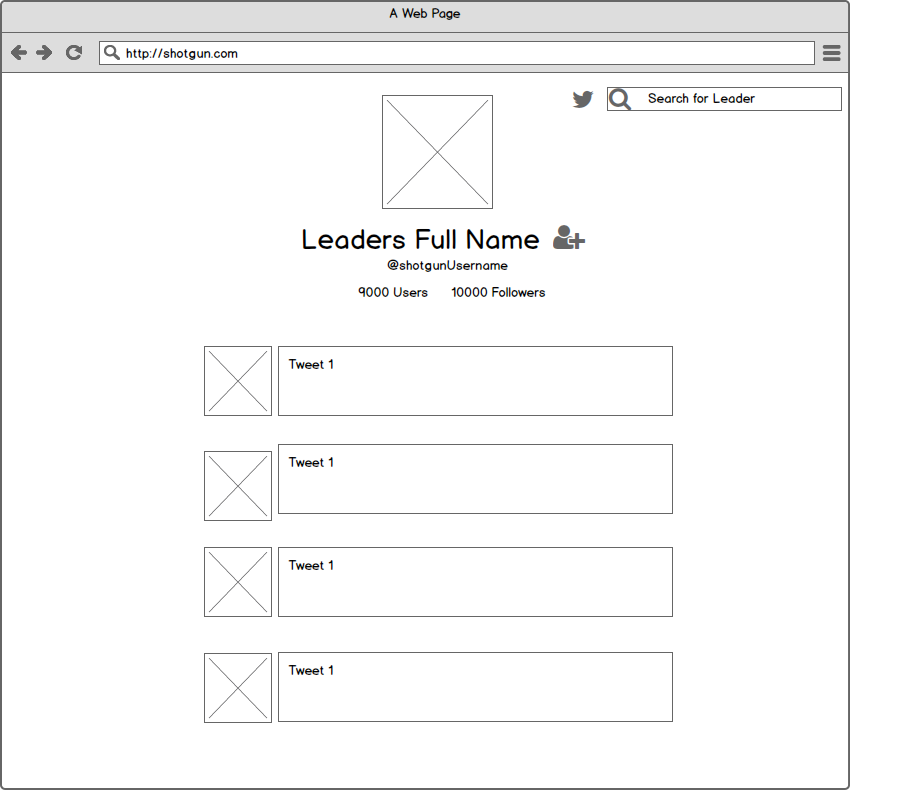 A Web Page
http://shotgun.com
Search for Leader
Leaders Full Name
@shotgunUsername
9000 Users 10000 Followers
Tweet 1
Tweet 1
Tweet 1
Tweet 1